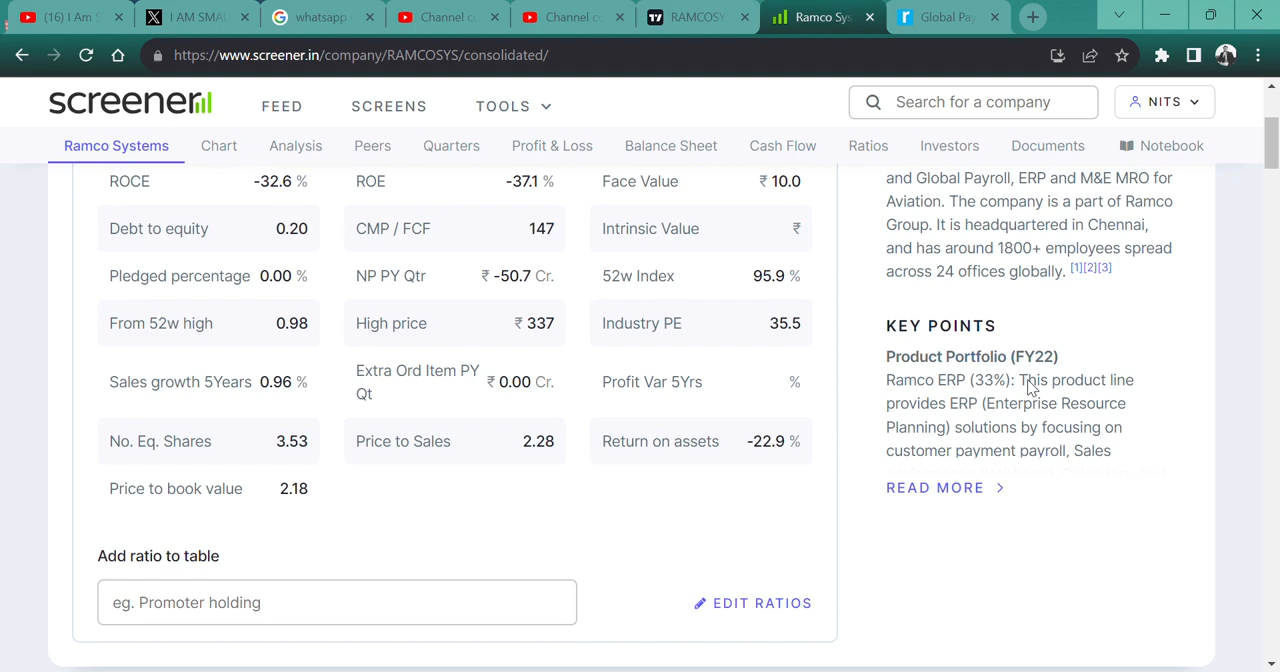 (16) I Am S
I AM SMA
whatsapp
Channel c
Channel c
RAMCOSY
Ramco Sys
Global Pay
https://www.screener.in/company/RAMCOSYS/consolidated/
screener
FEED
SCREENS
TOOLS
Search for a company
NITS
Ramco Systems
Chart
Analysis
Peers
Quarters
Profit & Loss
Balance Sheet
Cash Flow
Ratios
Investors
Documents
Notebook
ROCE -32.6 %
ROE -37.1 %
Face Value ₹ 10.0
Debt to equity 0.20
CMP / FCF 147
Intrinsic Value ₹
Pledged percentage 0.00 %
NP PY Qtr ₹ -50.7 Cr.
52w Index 95.9 %
From 52w high 0.98
High price ₹ 337
Industry PE 35.5
Sales growth 5Years 0.96 %
Extra Ord Item PY
Qt ₹ 0.00 Cr.
Profit Var 5Yrs %
No. Eq. Shares 3.53
Price to Sales 2.28
Return on assets -22.9 %
Price to book value 2.18
Add ratio to table
eg. Promoter holding
EDIT RATIOS
and Global Payroll, ERP and M&E MRO for
Aviation. The company is a part of Ramco
Group. It is headquartered in Chennai,
and has around 1800+ employees spread
across 24 offices globally. [1][2][3]
KEY POINTS
Product Portfolio (FY22)
Ramco ERP (33%): This product line
provides ERP (Enterprise Resource
Planning) solutions by focusing on
customer payment payroll, Sales
READ MORE